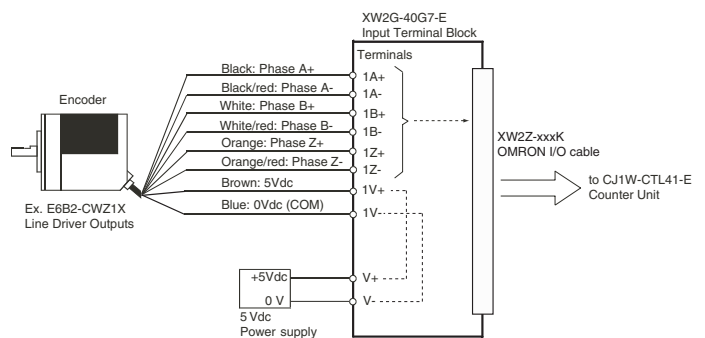 XW2G-40G7-E
Input Terminal Block
Terminals
Encoder
Black: Phase A+
1A+
Black/red: Phase A-
1A-
White: Phase B+
1B+
White/red: Phase B-
1B-
Orange: Phase Z+
1Z+
Orange/red: Phase Z-
1Z-
Brown: 5Vdc
1V+
Blue: 0Vdc (COM)
1V-
Ex. E6B2-CWZ1X
Line Driver Outputs
XW2Z-xxxK
OMRON I/O cable
to CJ1W-CTL41-E
Counter Unit
+5Vdc
V+
0 V
V-
5 Vdc
Power supply